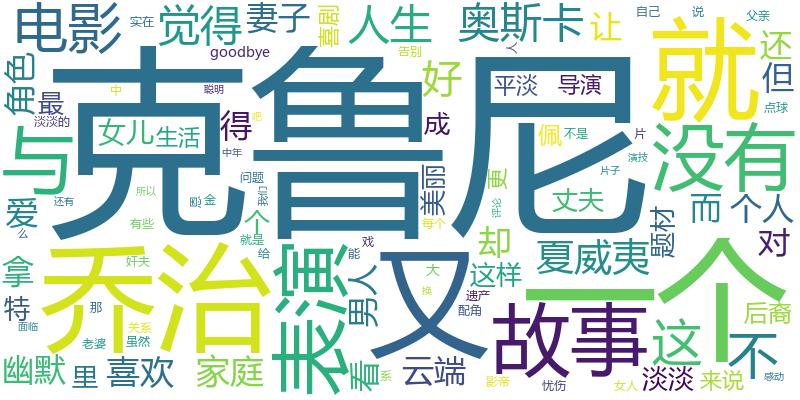 电影
实在
觉得
妻子
喜剧
人生
奥斯卡
让
自己
说
父亲
goodbye
告别
人
就
还
角色
克鲁尼
好
平淡
导演
但
最
中
聪明
点球
淡淡的
女儿
生活
得
成
佩
不是
片
没有
与
中年
吧
片子
演技
问题
美丽
更
所以
金
爱
还有
个
丈夫
题材
而
个人
么
有些
每个
乔治
就是
给
表演
能
戏
又
却
夏威夷
一个
对
拿
奸夫
男人
大
这样
特
那
遗产
换
故事
这
后裔
面临
关系
配角
不
老婆
虽然
幽默
里
喜欢
家庭
看
系
云端
影帝
忧伤
女人
淡淡
来说
感动